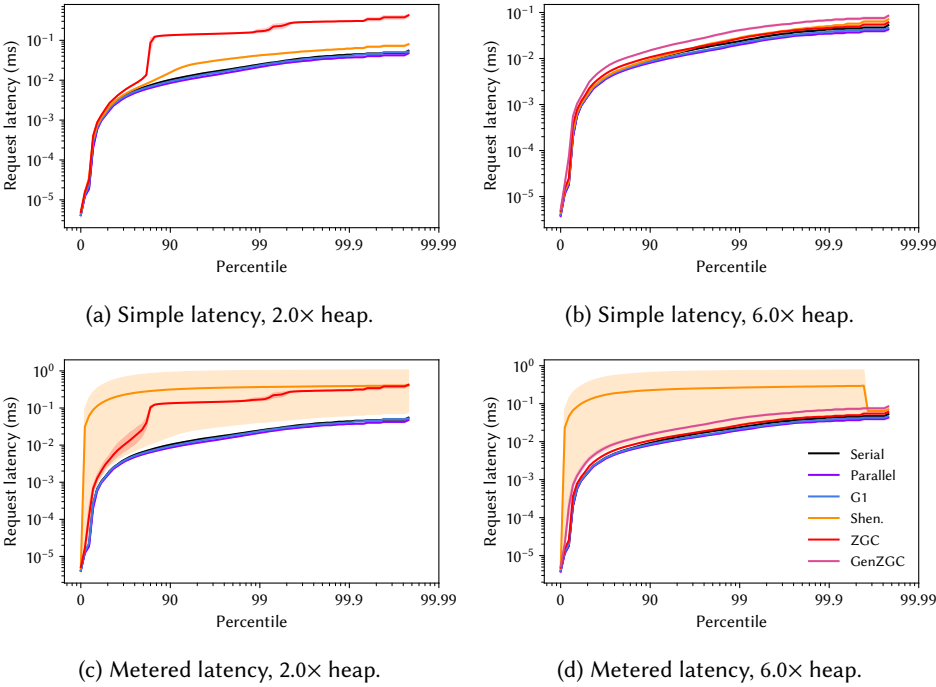 Request latency (ms)
10⁻¹
10⁻²
10⁻³
10⁻⁴
10⁻⁵
0 90 99 99.9 99.99
Percentile
(a) Simple latency, 2.0× heap.
Request latency (ms)
10⁻¹
10⁻²
10⁻³
10⁻⁴
10⁻⁵
0 90 99 99.9 99.99
Percentile
(b) Simple latency, 6.0× heap.
Request latency (ms)
10⁰
10⁻¹
10⁻²
10⁻³
10⁻⁴
10⁻⁵
0 90 99 99.9 99.99
Percentile
(c) Metered latency, 2.0× heap.
Request latency (ms)
10⁰
10⁻¹
10⁻²
10⁻³
10⁻⁴
10⁻⁵
Serial
Parallel
G1
Shen.
ZGC
GenZGC
0 90 99 99.9 99.99
Percentile
(d) Metered latency, 6.0× heap.